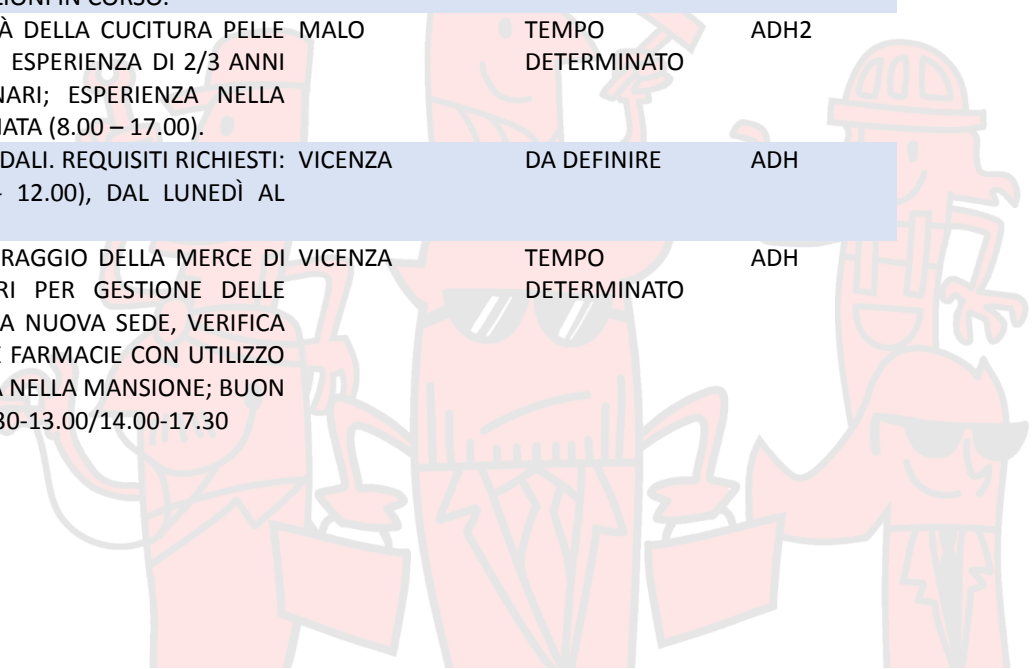 IONI IN CORSO.
À DELLA CUCITURA PELLE MALO TEMPO ADH2
ESPERIENZA DI 2/3 ANNI DETERMINATO
NARI; ESPERIENZA NELLA
ATA (8.00 – 17.00).
DALI. REQUISITI RICHIESTI: VICENZA DA DEFINIRE ADH
- 12.00), DAL LUNEDÌ AL
RAGGIO DELLA MERCE DI VICENZA TEMPO ADH
RI PER GESTIONE DELLE DETERMINATO
A NUOVA SEDE, VERIFICA
E FARMACIE CON UTILIZZO
A NELLA MANSIONE; BUON
30-13.00/14.00-17.30